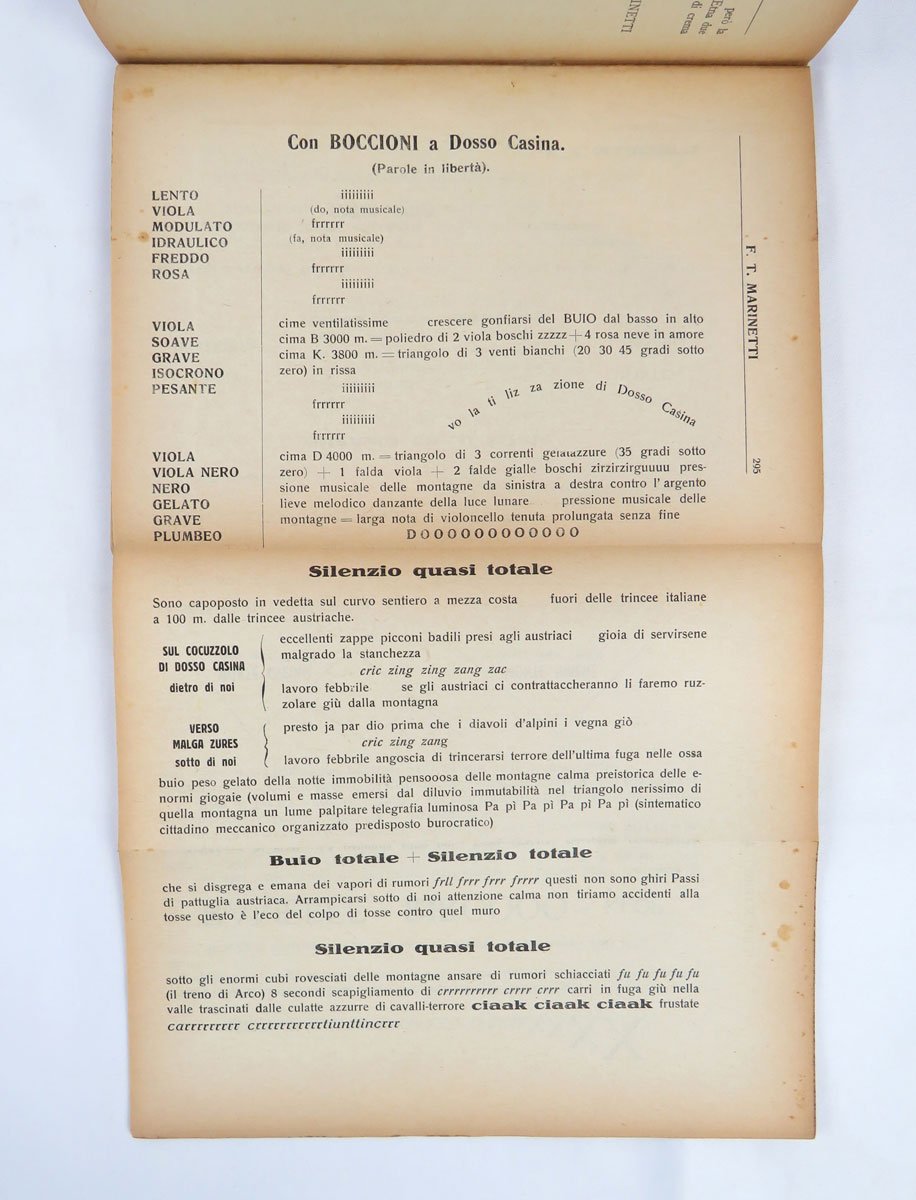 però la
Etna due
di crema
INETTI
Con BOCCIONI a Dosso Casina.
(Parole in libertà).
LENTO
VIOLA
MODULATO
IDRAULICO
FREDDO
ROSA
iiiiiiiii
(do, nota musicale)
frrrrrr
(fa, nota musicale)
iiiiiiiii
frrrrrr
iiiiiiiii
frrrrrr
VIOLA
SOAVE
GRAVE
ISOCRONO
PESANTE
cime ventilatissime crescere gonfiarsi del BUIO dal basso in alto
cima B 3000 m. = poliedro di 2 viola boschi zzzzz + 4 rosa neve in amore
cima K. 3800 m. = triangolo di 3 venti bianchi (20 30 45 gradi sotto
zero) in rissa
iiiiiiiii
frrrrrr
iiiiiiiii
frrrrrr
vo la ti liz za zione di Dosso Casina
VIOLA
VIOLA NERO
NERO
GELATO
GRAVE
PLUMBEO
cima D 4000 m. = triangolo di 3 correnti gelatazzure (35 gradi sotto
zero) + 1 falda viola + 2 falde gialle boschi zirzirzirguuuu pres-
sione musicale delle montagne da sinistra a destra contro l'argento
lieve melodico danzante della luce lunare pressione musicale delle
montagne = larga nota di violoncello tenuta prolungata senza fine
DOOOOOOOOOOOO
Silenzio quasi totale
Sono capoposto in vedetta sul curvo sentiero a mezza costa fuori delle trincee italiane
a 100 m. dalle trincee austriache.
SUL COCUZZOLO
DI DOSSO CASINA
dietro di noi
eccellenti zappe picconi badili presi agli austriaci gioia di servirsene
malgrado la stanchezza
cric zing zing zang zac
lavoro febbrile se gli austriaci ci contrattaccheranno li faremo ruz-
zolare giù dalla montagna
VERSO
MALGA ZURES
sotto di noi
presto ja par dio prima che i diavoli d'alpini i vegna giò
cric zing zang
lavoro febbrile angoscia di trincerarsi terrore dell'ultima fuga nelle ossa
buio peso gelato della notte immobilità pensooosa delle montagne calma preistorica delle e-
normi giogaie (volumi e masse emersi dal diluvio immutabilità nel triangolo nerissimo di
quella montagna un lume palpitare telegrafia luminosa Pa pì Pa pì Pa pì Pa pì (sintematico
cittadino meccanico organizzato predisposto burocratico)
Buio totale + Silenzio totale
che si disgrega e emana dei vapori di rumori frll frrr frrr frrrr questi non sono ghiri Passi
di pattuglia austriaca. Arrampicarsi sotto di noi attenzione calma non tiriamo accidenti alla
tosse questo è l'eco del colpo di tosse contro quel muro
Silenzio quasi totale
sotto gli enormi cubi rovesciati delle montagne ansare di rumori schiacciati fu fu fu fu fu
(il treno di Arco) 8 secondi scapigliamento di crrrrrrrrrr crrrr crrr carri in fuga giù nella
valle trascinati dalle culatte azzurre di cavalli-terrore ciaak ciaak ciaak frustate
carrrrrrrrrr crrrrrrrrrrrrtiunttincrrr
F. T. MARINETTI
295